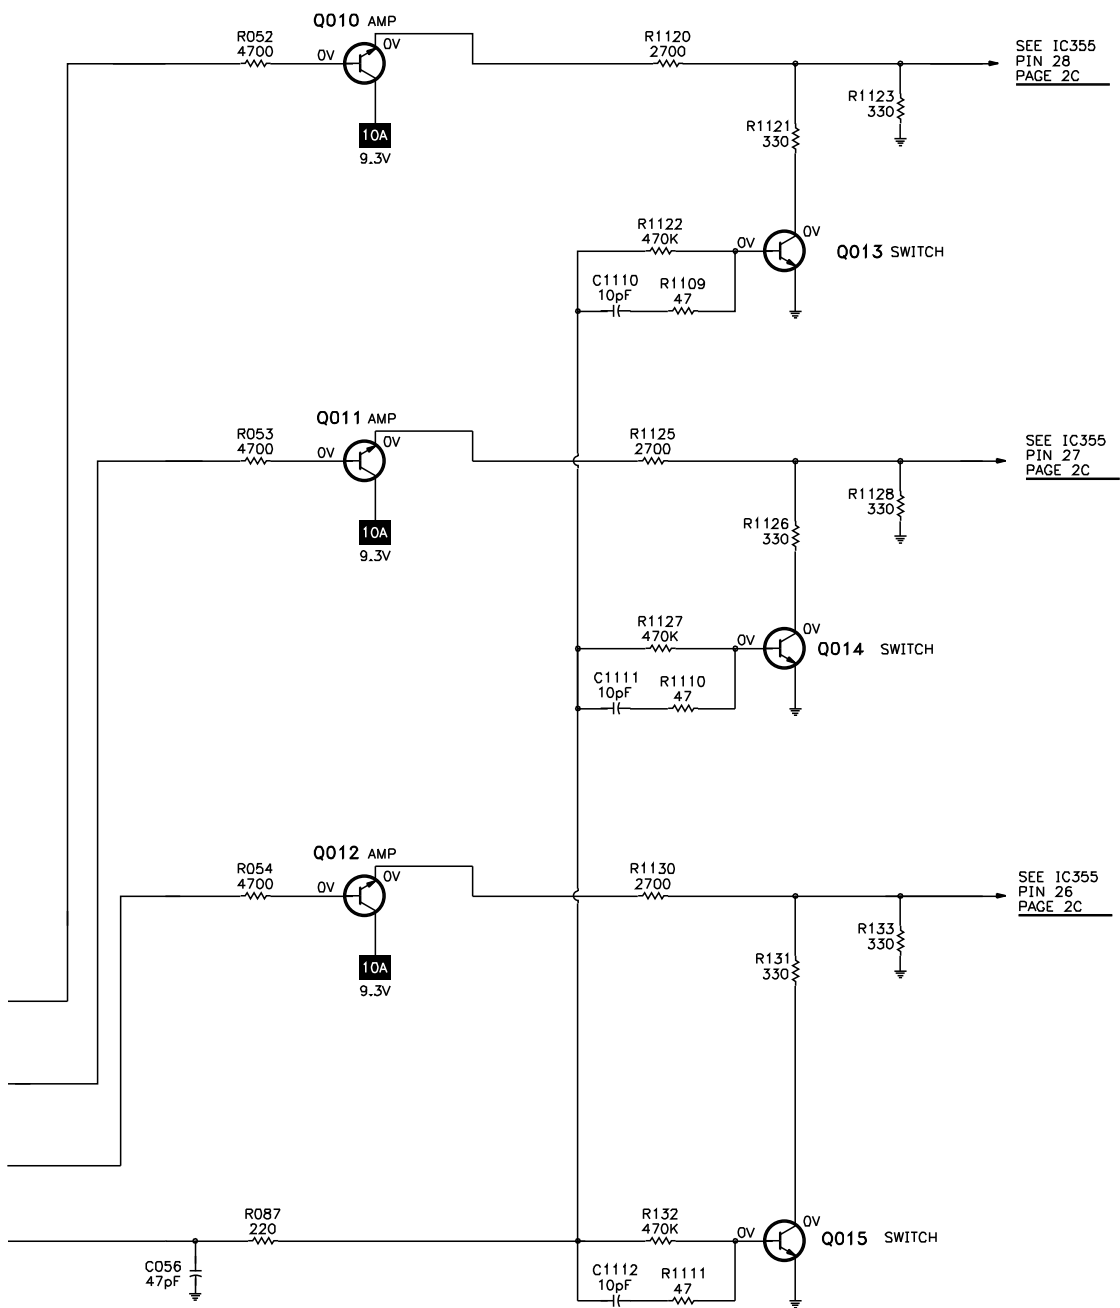 Q010 AMP
R052
4700
0V
0V
10A
9.3V
R1120
2700
SEE IC355
PIN 28
PAGE 2C
R1123
330
R1121
330
R1122
470K
0V
0V
Q013 SWITCH
C1110
10pF
R1109
47
Q011 AMP
R053
4700
0V
0V
10A
9.3V
R1125
2700
SEE IC355
PIN 27
PAGE 2C
R1128
330
R1126
330
R1127
470K
0V
0V
Q014 SWITCH
C1111
10pF
R1110
47
Q012 AMP
R054
4700
0V
0V
10A
9.3V
R1130
2700
SEE IC355
PIN 26
PAGE 2C
R133
330
R131
330
R087
220
C056
47pF
R132
470K
0V
0V
Q015 SWITCH
C1112
10pF
R1111
47